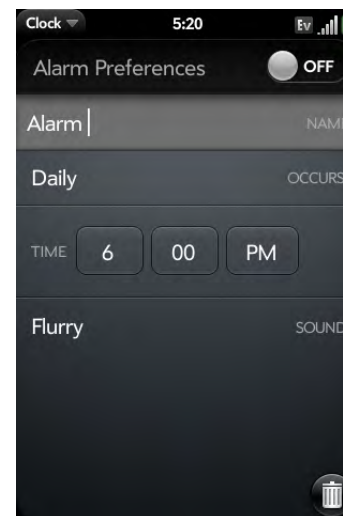 Clock 5:20 Ev
Alarm Preferences OFF
Alarm NAM
Daily OCCURS
TIME 6 00 PM
Flurry SOUND